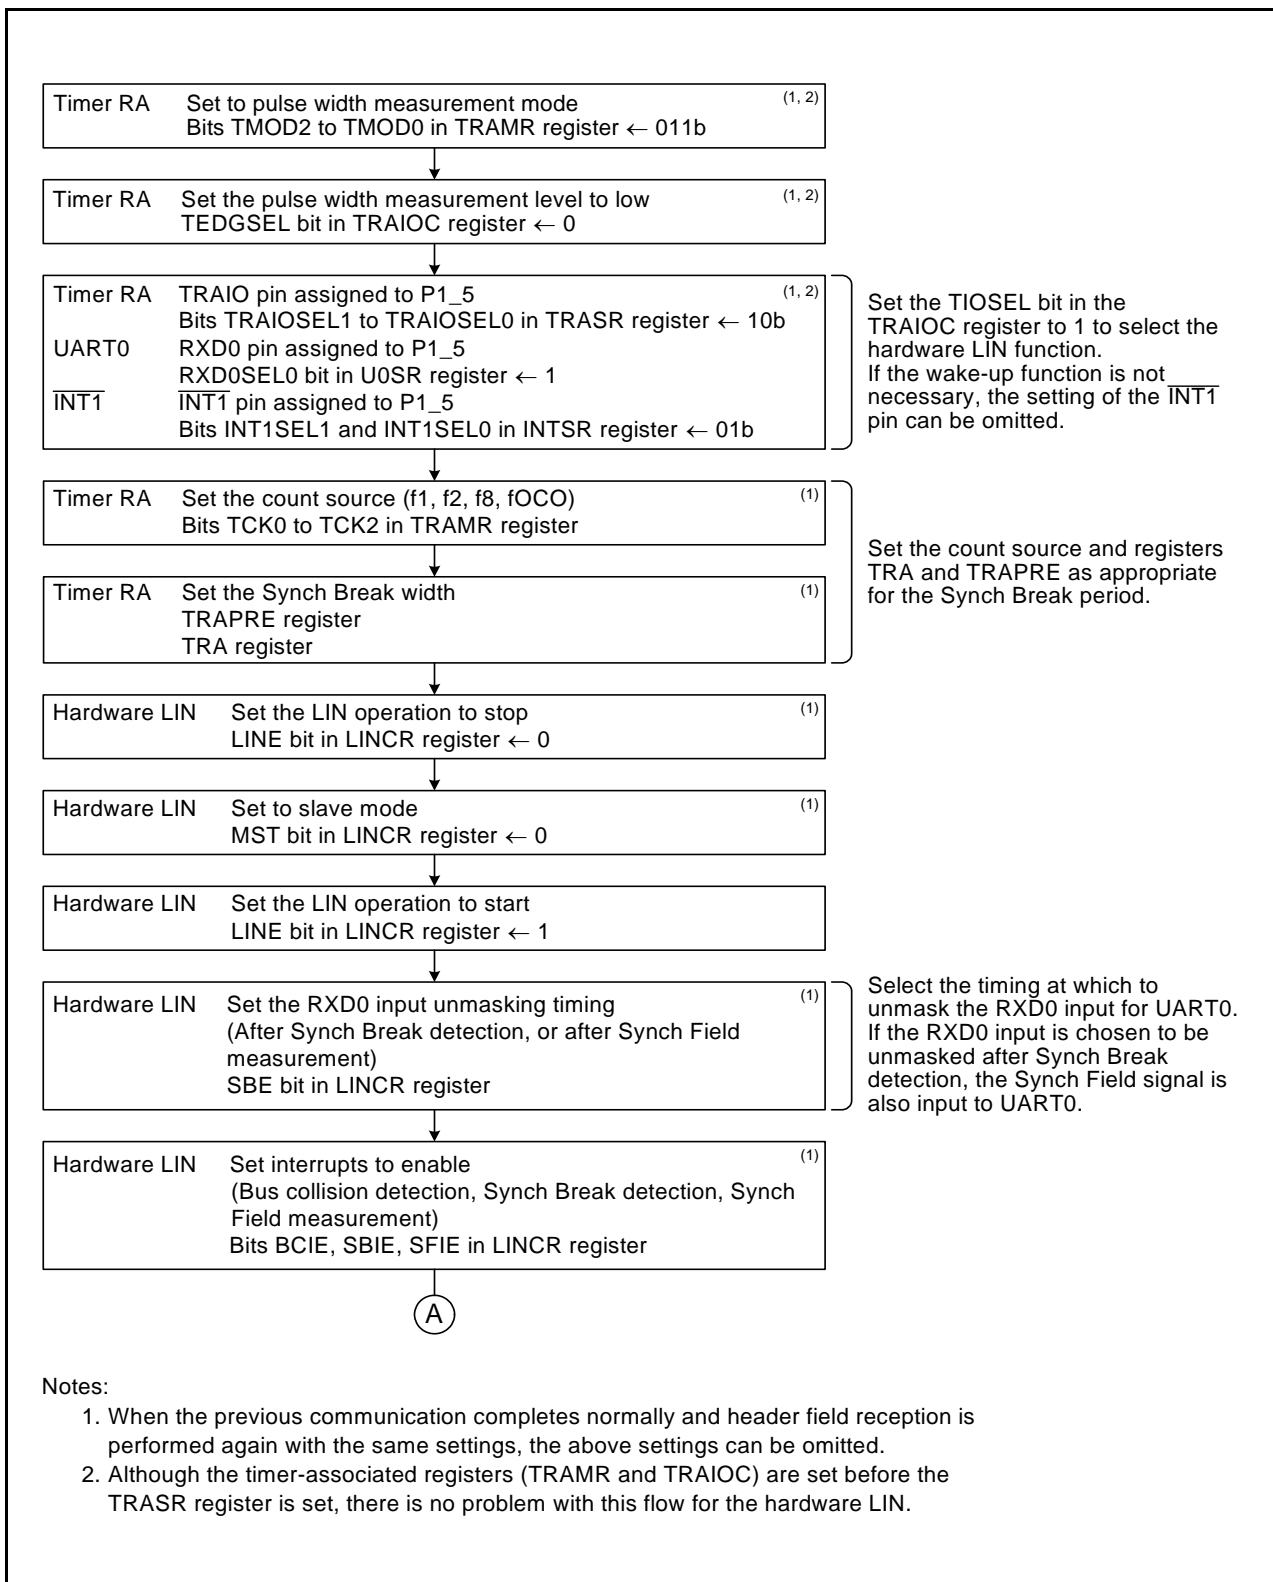 Timer RA Set to pulse width measurement mode (1, 2)
Bits TMOD2 to TMOD0 in TRAMR register ← 011b
Timer RA Set the pulse width measurement level to low (1, 2)
TEDGSEL bit in TRAIOC register ← 0
Timer RA TRAIO pin assigned to P1_5 (1, 2)
Bits TRAIOSEL1 to TRAIOSEL0 in TRASR register ← 10b
UART0 RXD0 pin assigned to P1_5
RXD0SEL0 bit in U0SR register ← 1
INT1 INT1 pin assigned to P1_5
Bits INT1SEL1 and INT1SEL0 in INTSR register ← 01b
Set the TIOSEL bit in the
TRAIOC register to 1 to select the
hardware LIN function.
If the wake-up function is not
necessary, the setting of the INT1
pin can be omitted.
Timer RA Set the count source (f1, f2, f8, fOCO) (1)
Bits TCK0 to TCK2 in TRAMR register
Timer RA Set the Synch Break width (1)
TRAPRE register
TRA register
Set the count source and registers
TRA and TRAPRE as appropriate
for the Synch Break period.
Hardware LIN Set the LIN operation to stop (1)
LINE bit in LINCR register ← 0
Hardware LIN Set to slave mode (1)
MST bit in LINCR register ← 0
Hardware LIN Set the LIN operation to start
LINE bit in LINCR register ← 1
Hardware LIN Set the RXD0 input unmasking timing (1)
(After Synch Break detection, or after Synch Field
measurement)
SBE bit in LINCR register
Select the timing at which to
unmask the RXD0 input for UART0.
If the RXD0 input is chosen to be
unmasked after Synch Break
detection, the Synch Field signal is
also input to UART0.
Hardware LIN Set interrupts to enable (1)
(Bus collision detection, Synch Break detection, Synch
Field measurement)
Bits BCIE, SBIE, SFIE in LINCR register
A
Notes:
1. When the previous communication completes normally and header field reception is
performed again with the same settings, the above settings can be omitted.
2. Although the timer-associated registers (TRAMR and TRAIOC) are set before the
TRASR register is set, there is no problem with this flow for the hardware LIN.